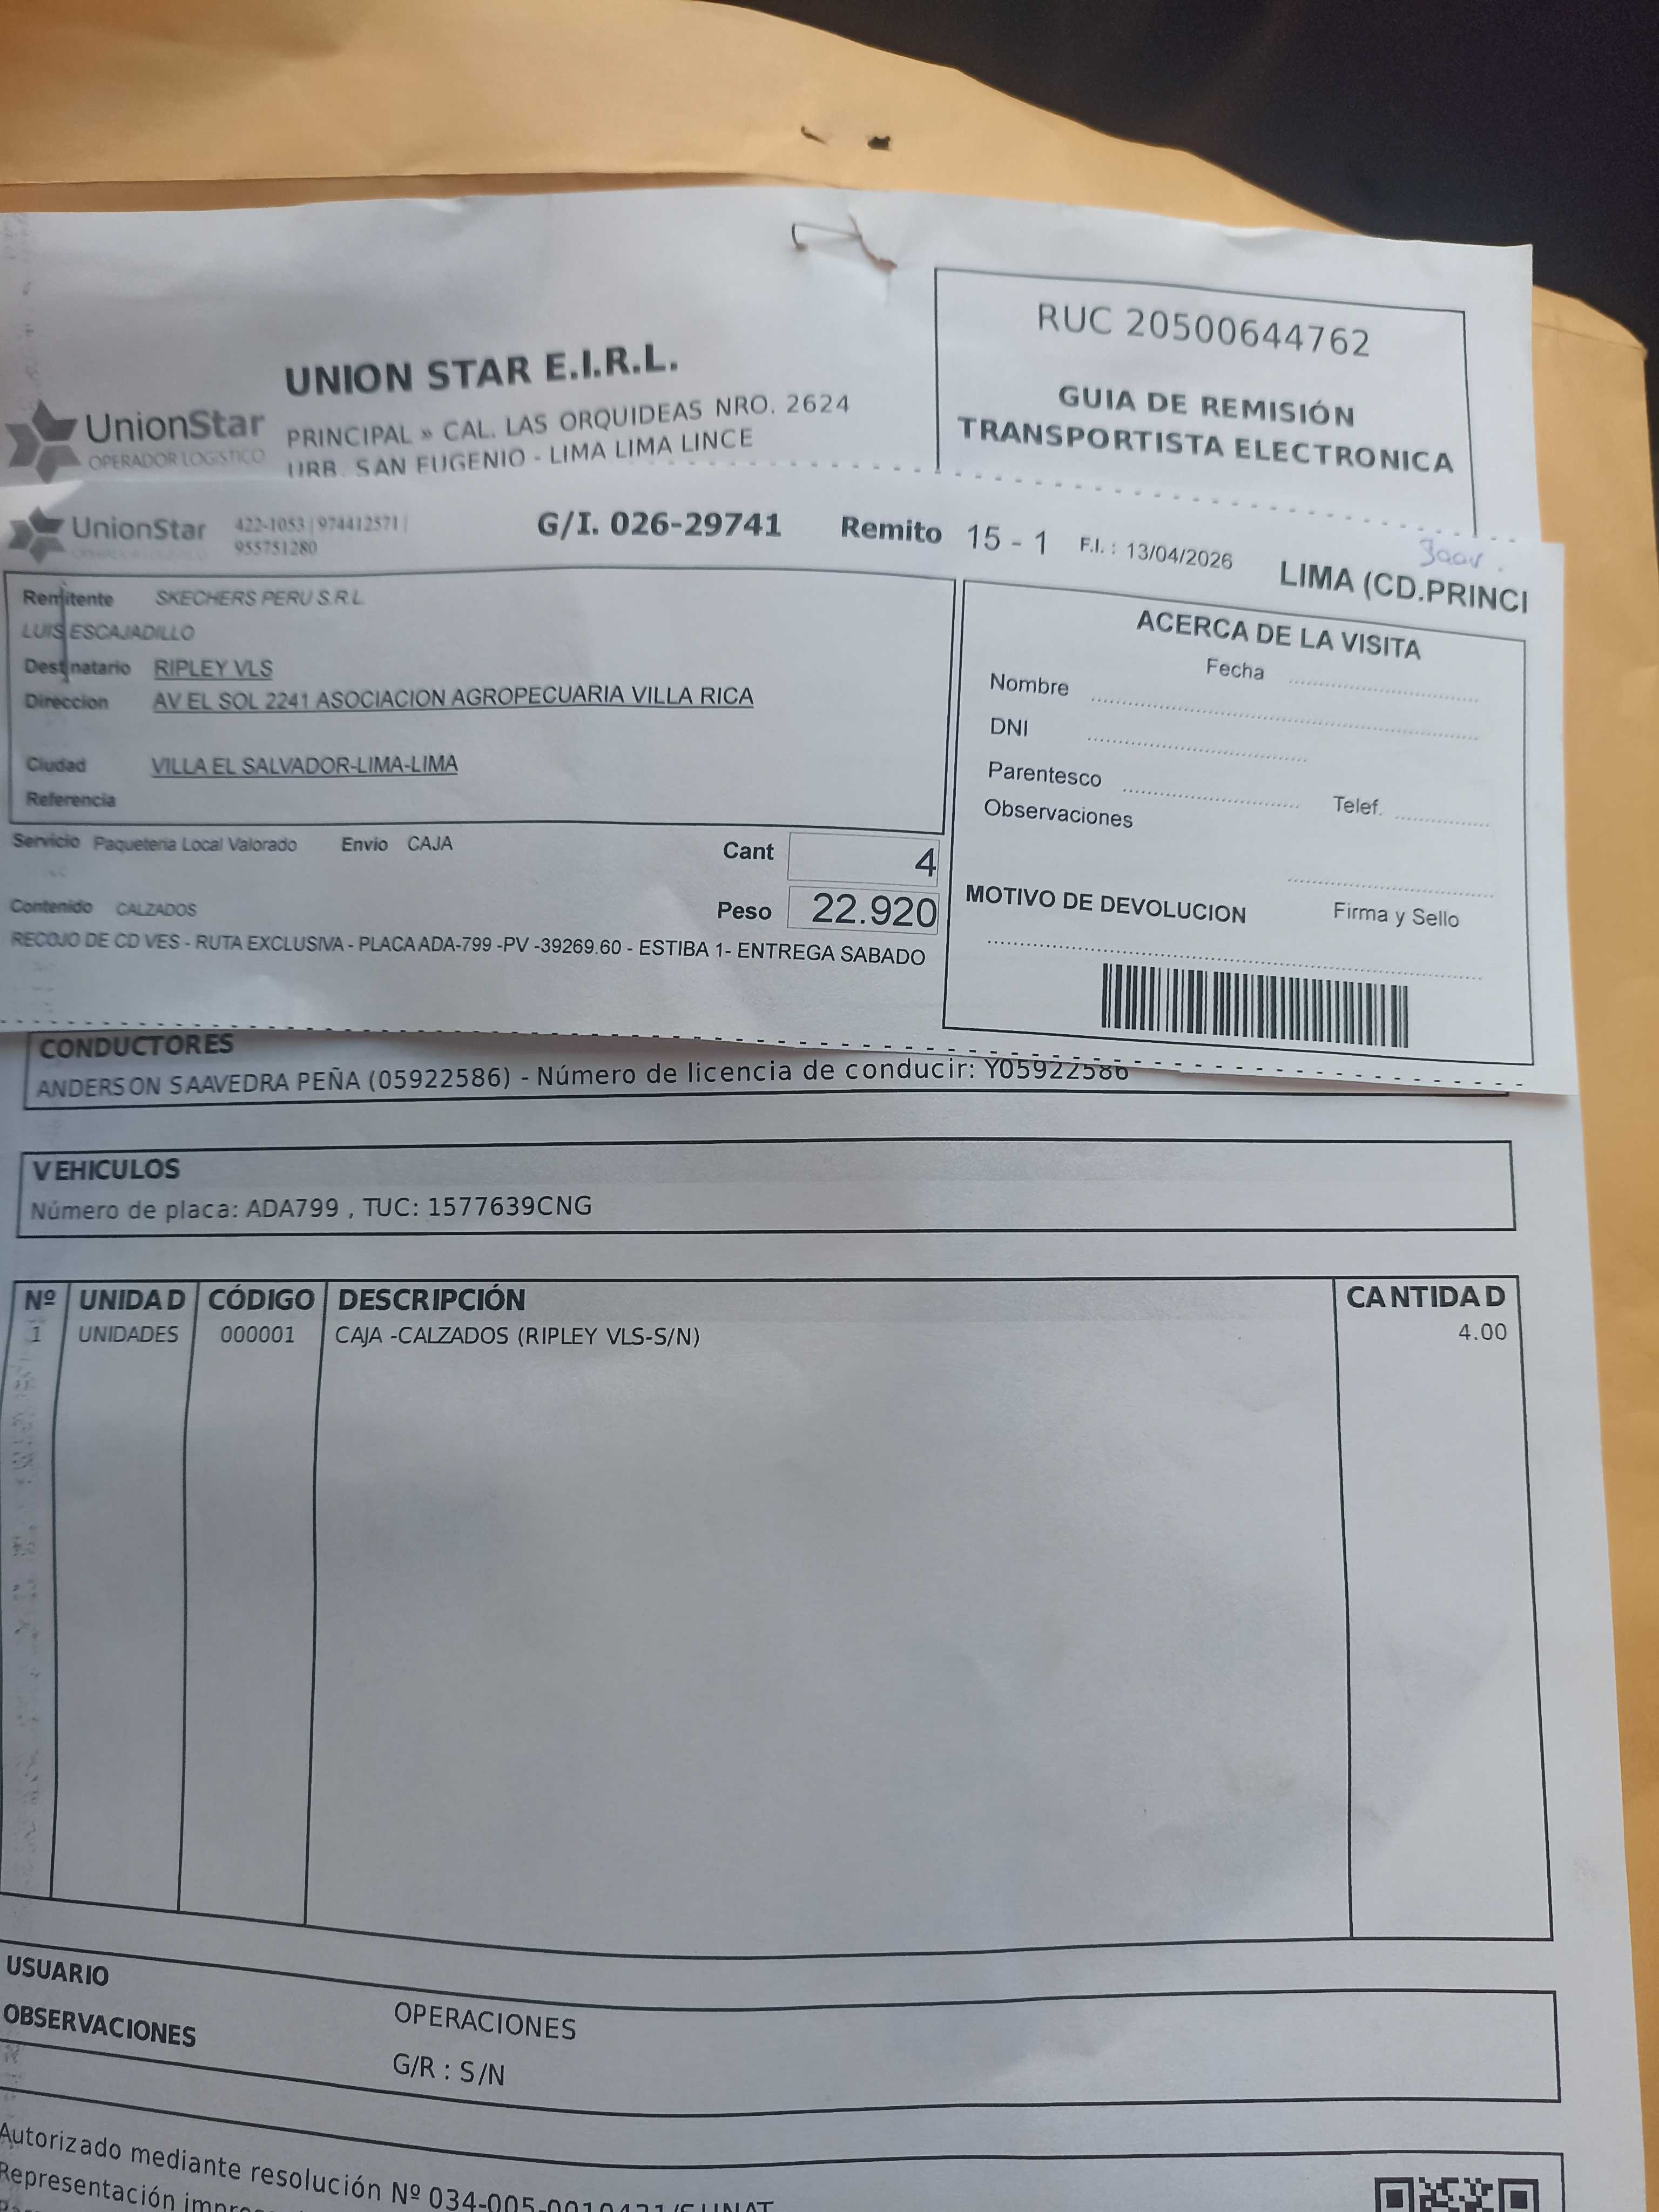 RUC 20500644762
GUIA DE REMISIÓN
TRANSPORTISTA ELECTRONICA
UNION STAR E.I.R.L.
UnionStar
OPERADOR LOGÍSTICO
PRINCIPAL » CAL. LAS ORQUIDEAS NRO. 2624
URB. SAN EUGENIO - LIMA LIMA LINCE
UnionStar
422-1053 | 974412571 |
955751280
G/I. 026-29741
Remito 15 - 1
F.I. : 13/04/2026
LIMA (CD.PRINCI
Remitente SKECHERS PERU S.R.L.
LUIS ESCAJADILLO
Destinatario RIPLEY VLS
Direccion AV EL SOL 2241 ASOCIACION AGROPECUARIA VILLA RICA
Ciudad VILLA EL SALVADOR-LIMA-LIMA
Referencia
Servicio Paqueteria Local Valorado Envio CAJA
Cant 4
Contenido CALZADOS
Peso 22.920
RECOJO DE CD VES - RUTA EXCLUSIVA - PLACA ADA-799 -PV -39269.60 - ESTIBA 1- ENTREGA SABADO
ACERCA DE LA VISITA
Fecha
Nombre
DNI
Parentesco
Telef.
Observaciones
MOTIVO DE DEVOLUCION
Firma y Sello
CONDUCTORES
ANDERSON SAAVEDRA PEÑA (05922586) - Número de licencia de conducir: Y05922586
VEHICULOS
Número de placa: ADA799 , TUC: 1577639CNG
Nº UNIDAD CÓDIGO DESCRIPCIÓN CANTIDAD
1 UNIDADES 000001 CAJA -CALZADOS (RIPLEY VLS-S/N) 4.00
USUARIO OPERACIONES
OBSERVACIONES G/R : S/N
Autorizado mediante resolución Nº 034-005-0010431/SUNAT
Representación